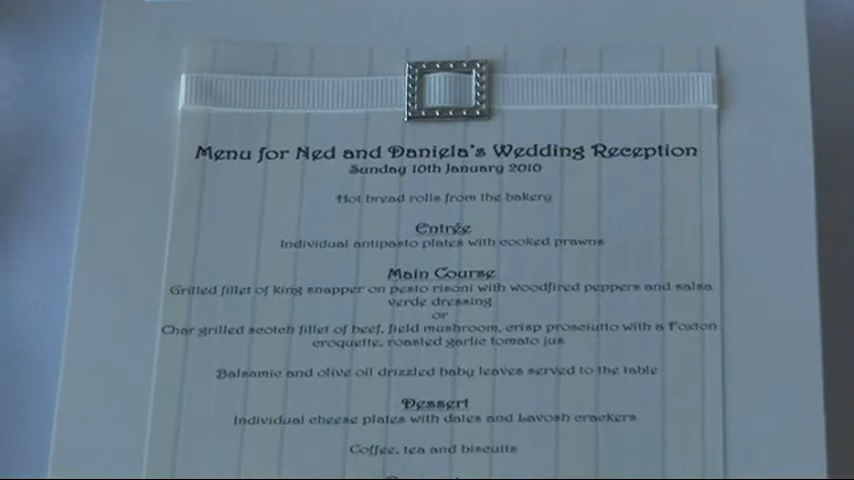 Menu for Ned and Daniela's Wedding Reception
Sunday 10th January 2010
Hot bread rolls from the bakery
Entrée
Individual antipasto plates with cooked prawns
Main Course
Grilled fillet of king snapper on pesto risoni with woodfired peppers and salsa
verde dressing
or
Char grilled scotch fillet of beef, field mushroom, crisp prosciutto with a Foxton
croquette, roasted garlic tomato jus
Balsamic and olive oil drizzled baby leaves served to the table
Dessert
Individual cheese plates with dates and Lavosh crackers
Coffee, tea and biscuits